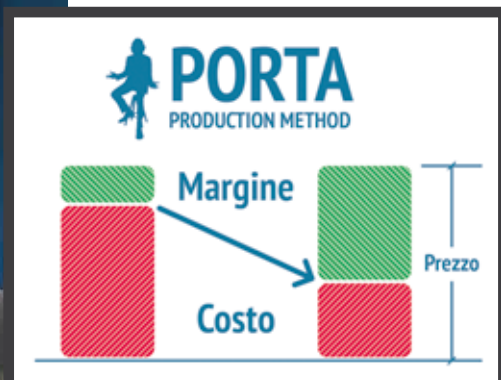 PORTA
PRODUCTION METHOD
Margine
Prezzo
Costo